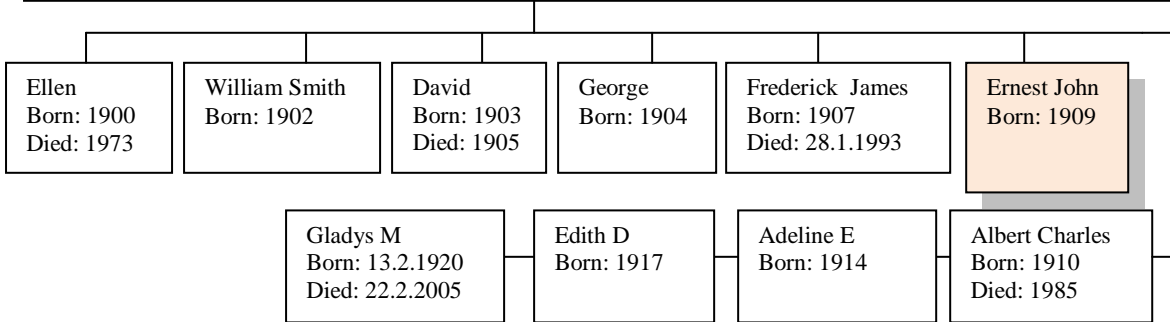 Ellen
Born: 1900
Died: 1973
William Smith
Born: 1902
David
Born: 1903
Died: 1905
George
Born: 1904
Frederick  James
Born: 1907
Died: 28.1.1993
Ernest John
Born: 1909
Gladys M
Born: 13.2.1920
Died: 22.2.2005
Edith D
Born: 1917
Adeline E
Born: 1914
Albert Charles
Born: 1910
Died: 1985